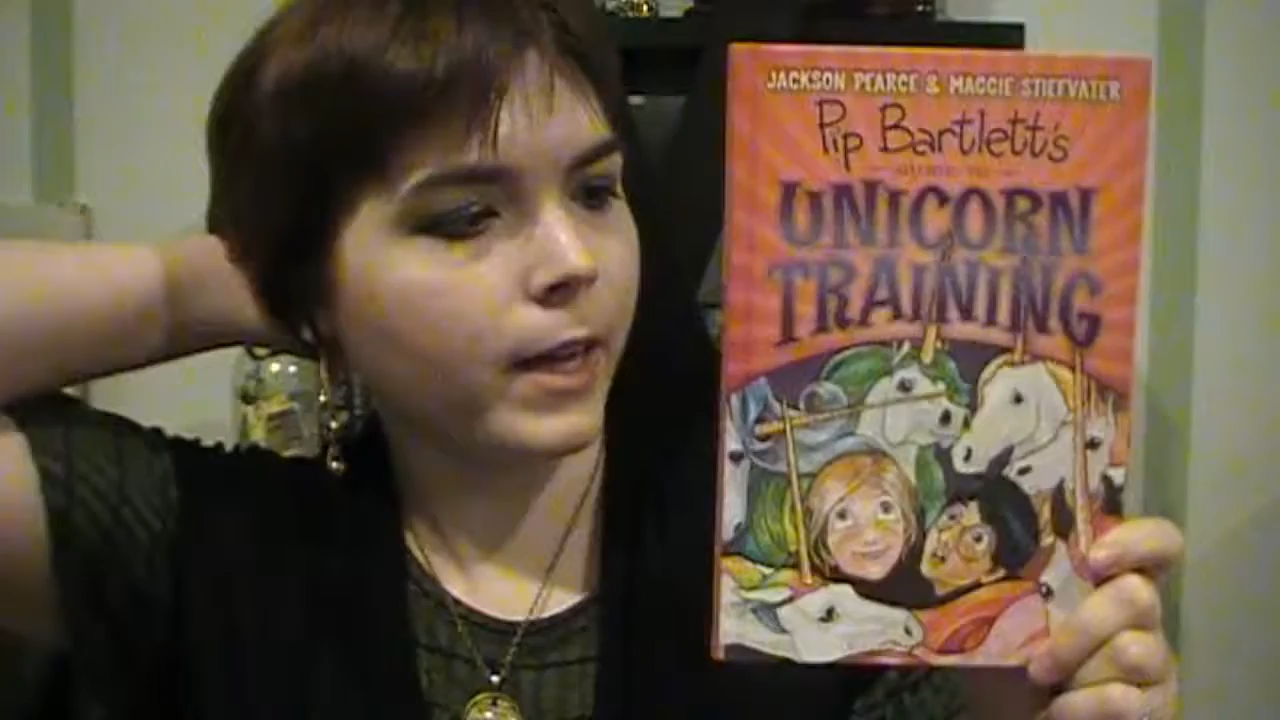 JACKSON PEARCE & MAGGIE STIEFVATER
Pip Bartlett's
UNICORN
TRAINING